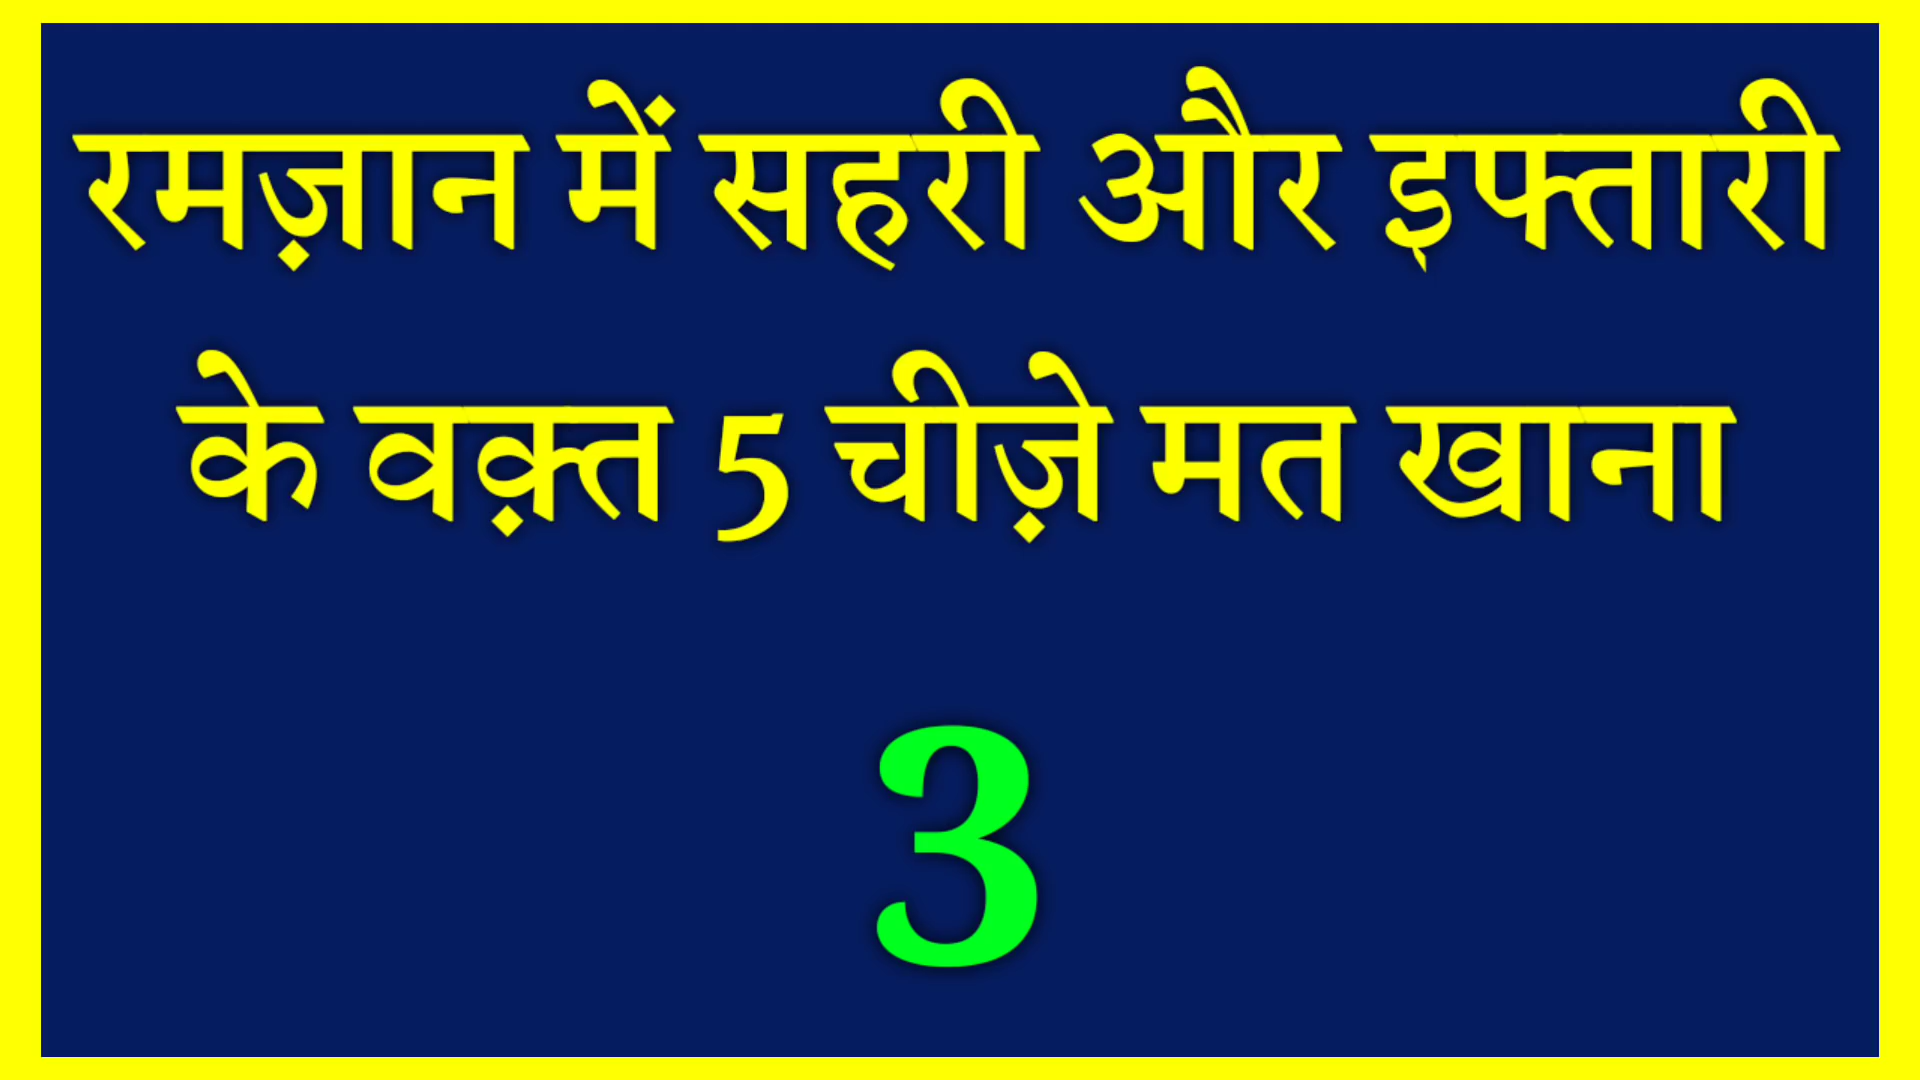 रमज़ान में सहरी और इफ्तारी
के वक़्त 5 चीज़े मत खाना
3